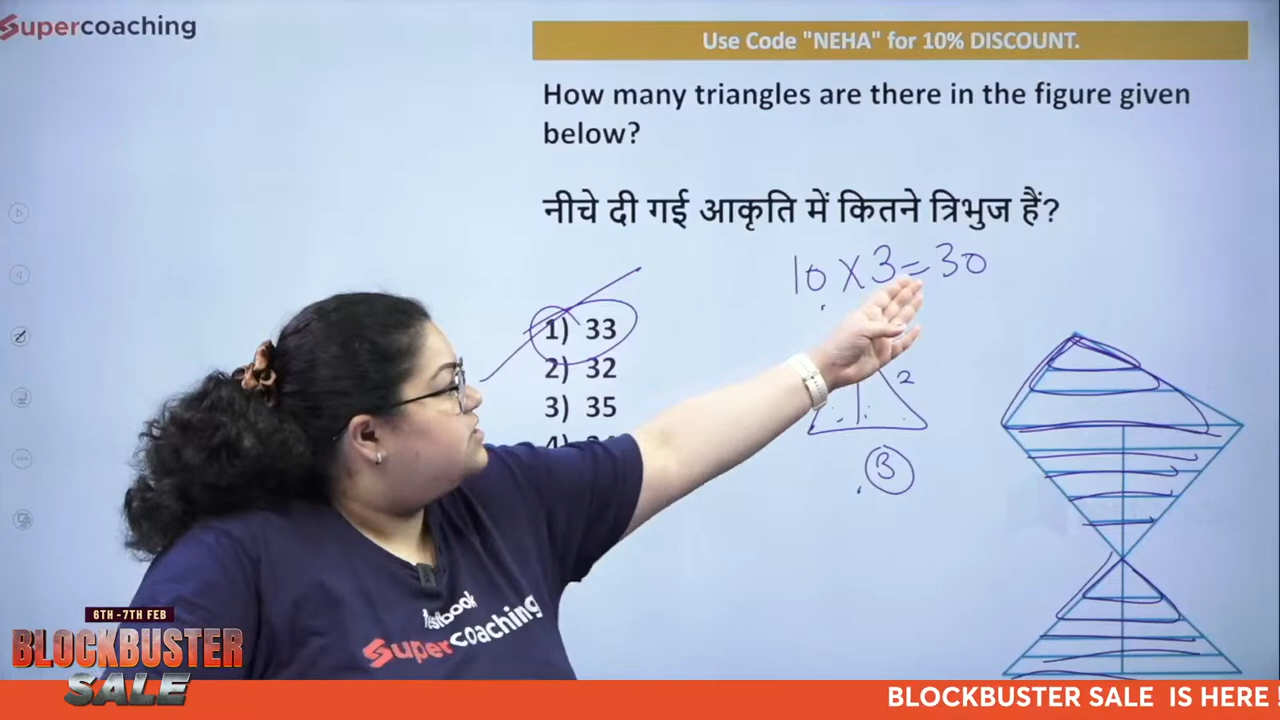 Supercoaching
Use Code "NEHA" for 10% DISCOUNT.
How many triangles are there in the figure given
below?
नीचे दी गई आकृति में कितने त्रिभुज हैं?
10 X 3 = 30
1) 33
2) 32
3) 35
2
3
Supercoaching
6TH -7TH FEB
BLOCKBUSTER
SALE
BLOCKBUSTER SALE IS HERE